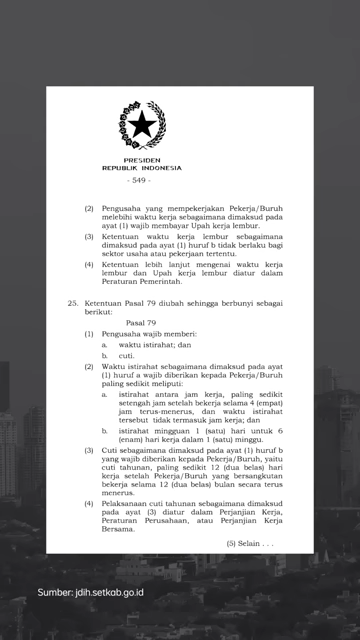 PRESIDEN
REPUBLIK INDONESIA
- 549 -
(2) Pengusaha yang mempekerjakan Pekerja/Buruh
melebihi waktu kerja sebagaimana dimaksud pada
ayat (1) wajib membayar Upah kerja lembur.
(3) Ketentuan waktu kerja lembur sebagaimana
dimaksud pada ayat (1) huruf b tidak berlaku bagi
sektor usaha atau pekerjaan tertentu.
(4) Ketentuan lebih lanjut mengenai waktu kerja
lembur dan Upah kerja lembur diatur dalam
Peraturan Pemerintah.
25. Ketentuan Pasal 79 diubah sehingga berbunyi sebagai
berikut:
Pasal 79
(1) Pengusaha wajib memberi:
a. waktu istirahat; dan
b. cuti.
(2) Waktu istirahat sebagaimana dimaksud pada ayat
(1) huruf a wajib diberikan kepada Pekerja/Buruh
paling sedikit meliputi:
a. istirahat antara jam kerja, paling sedikit
setengah jam setelah bekerja selama 4 (empat)
jam terus-menerus, dan waktu istirahat
tersebut tidak termasuk jam kerja; dan
b. istirahat mingguan 1 (satu) hari untuk 6
(enam) hari kerja dalam 1 (satu) minggu.
(3) Cuti sebagaimana dimaksud pada ayat (1) huruf b
yang wajib diberikan kepada Pekerja/Buruh, yaitu
cuti tahunan, paling sedikit 12 (dua belas) hari
kerja setelah Pekerja/Buruh yang bersangkutan
bekerja selama 12 (dua belas) bulan secara terus
menerus.
(4) Pelaksanaan cuti tahunan sebagaimana dimaksud
pada ayat (3) diatur dalam Perjanjian Kerja,
Peraturan Perusahaan, atau Perjanjian Kerja
Bersama.
(5) Selain . . .
Sumber: jdih.setkab.go.id